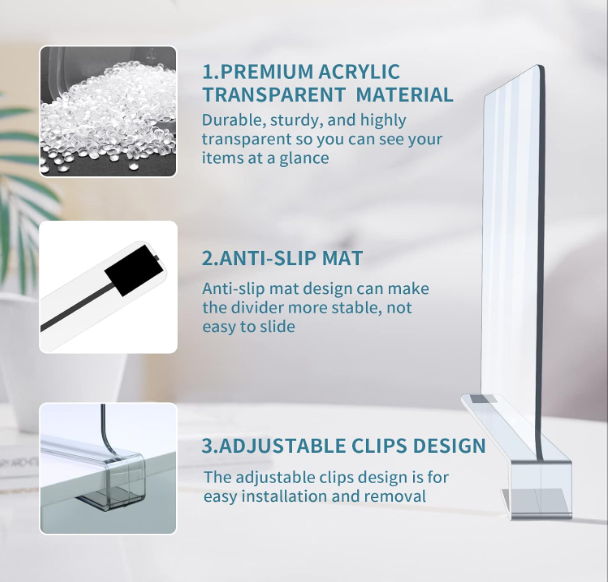 1.PREMIUM ACRYLIC
TRANSPARENT MATERIAL
Durable, sturdy, and highly
transparent so you can see your
items at a glance
2.ANTI-SLIP MAT
Anti-slip mat design can make
the divider more stable, not
easy to slide
3.ADJUSTABLE CLIPS DESIGN
The adjustable clips design is for
easy installation and removal